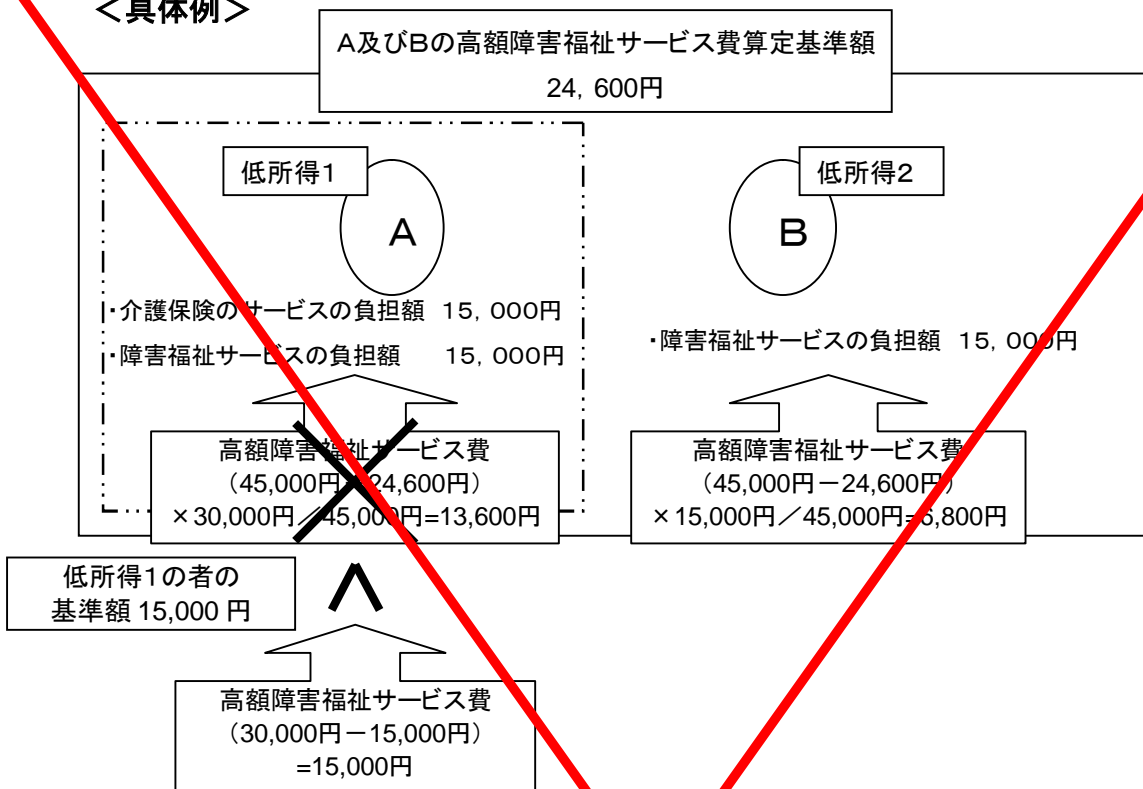 ＜具体例＞
A及びBの高額障害福祉サービス費算定基準額
24，600円
低所得1
低所得2
A
B
・介護保険のサービスの負担額　15，000円
・障害福祉サービスの負担額　　15，000円
・障害福祉サービスの負担額　15，000円
高額障害福祉サービス費
（45,000円－24,600円）
×30,000円／45,000円=13,600円
高額障害福祉サービス費
（45,000円－24,600円）
×15,000円／45,000円=6,800円
低所得1の者の
基準額 15,000 円
高額障害福祉サービス費
（30,000円－15,000円）
=15,000円